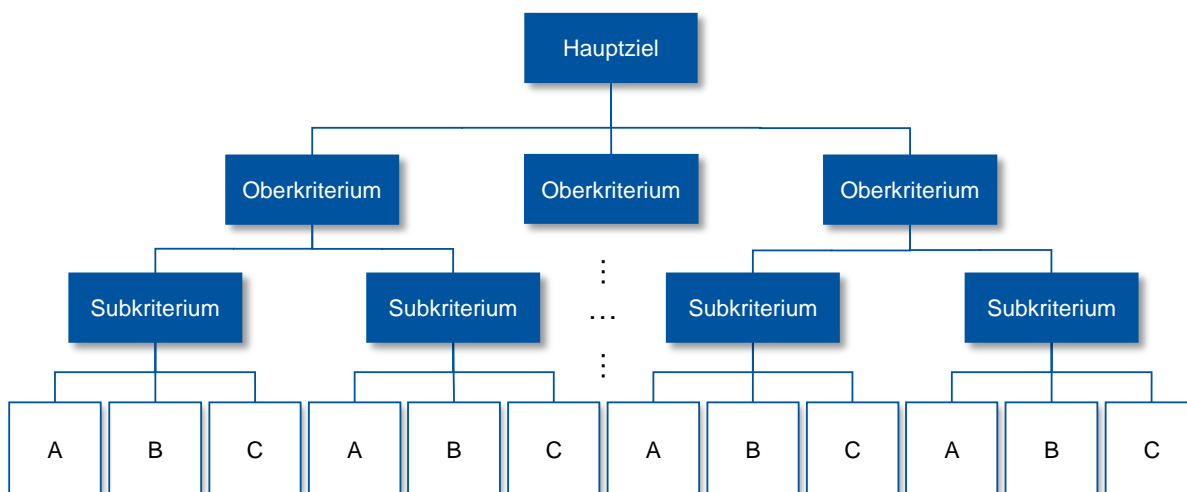 Hauptziel
Oberkriterium Oberkriterium Oberkriterium
⋮
Subkriterium Subkriterium … Subkriterium Subkriterium
⋮
A B C A B C A B C A B C